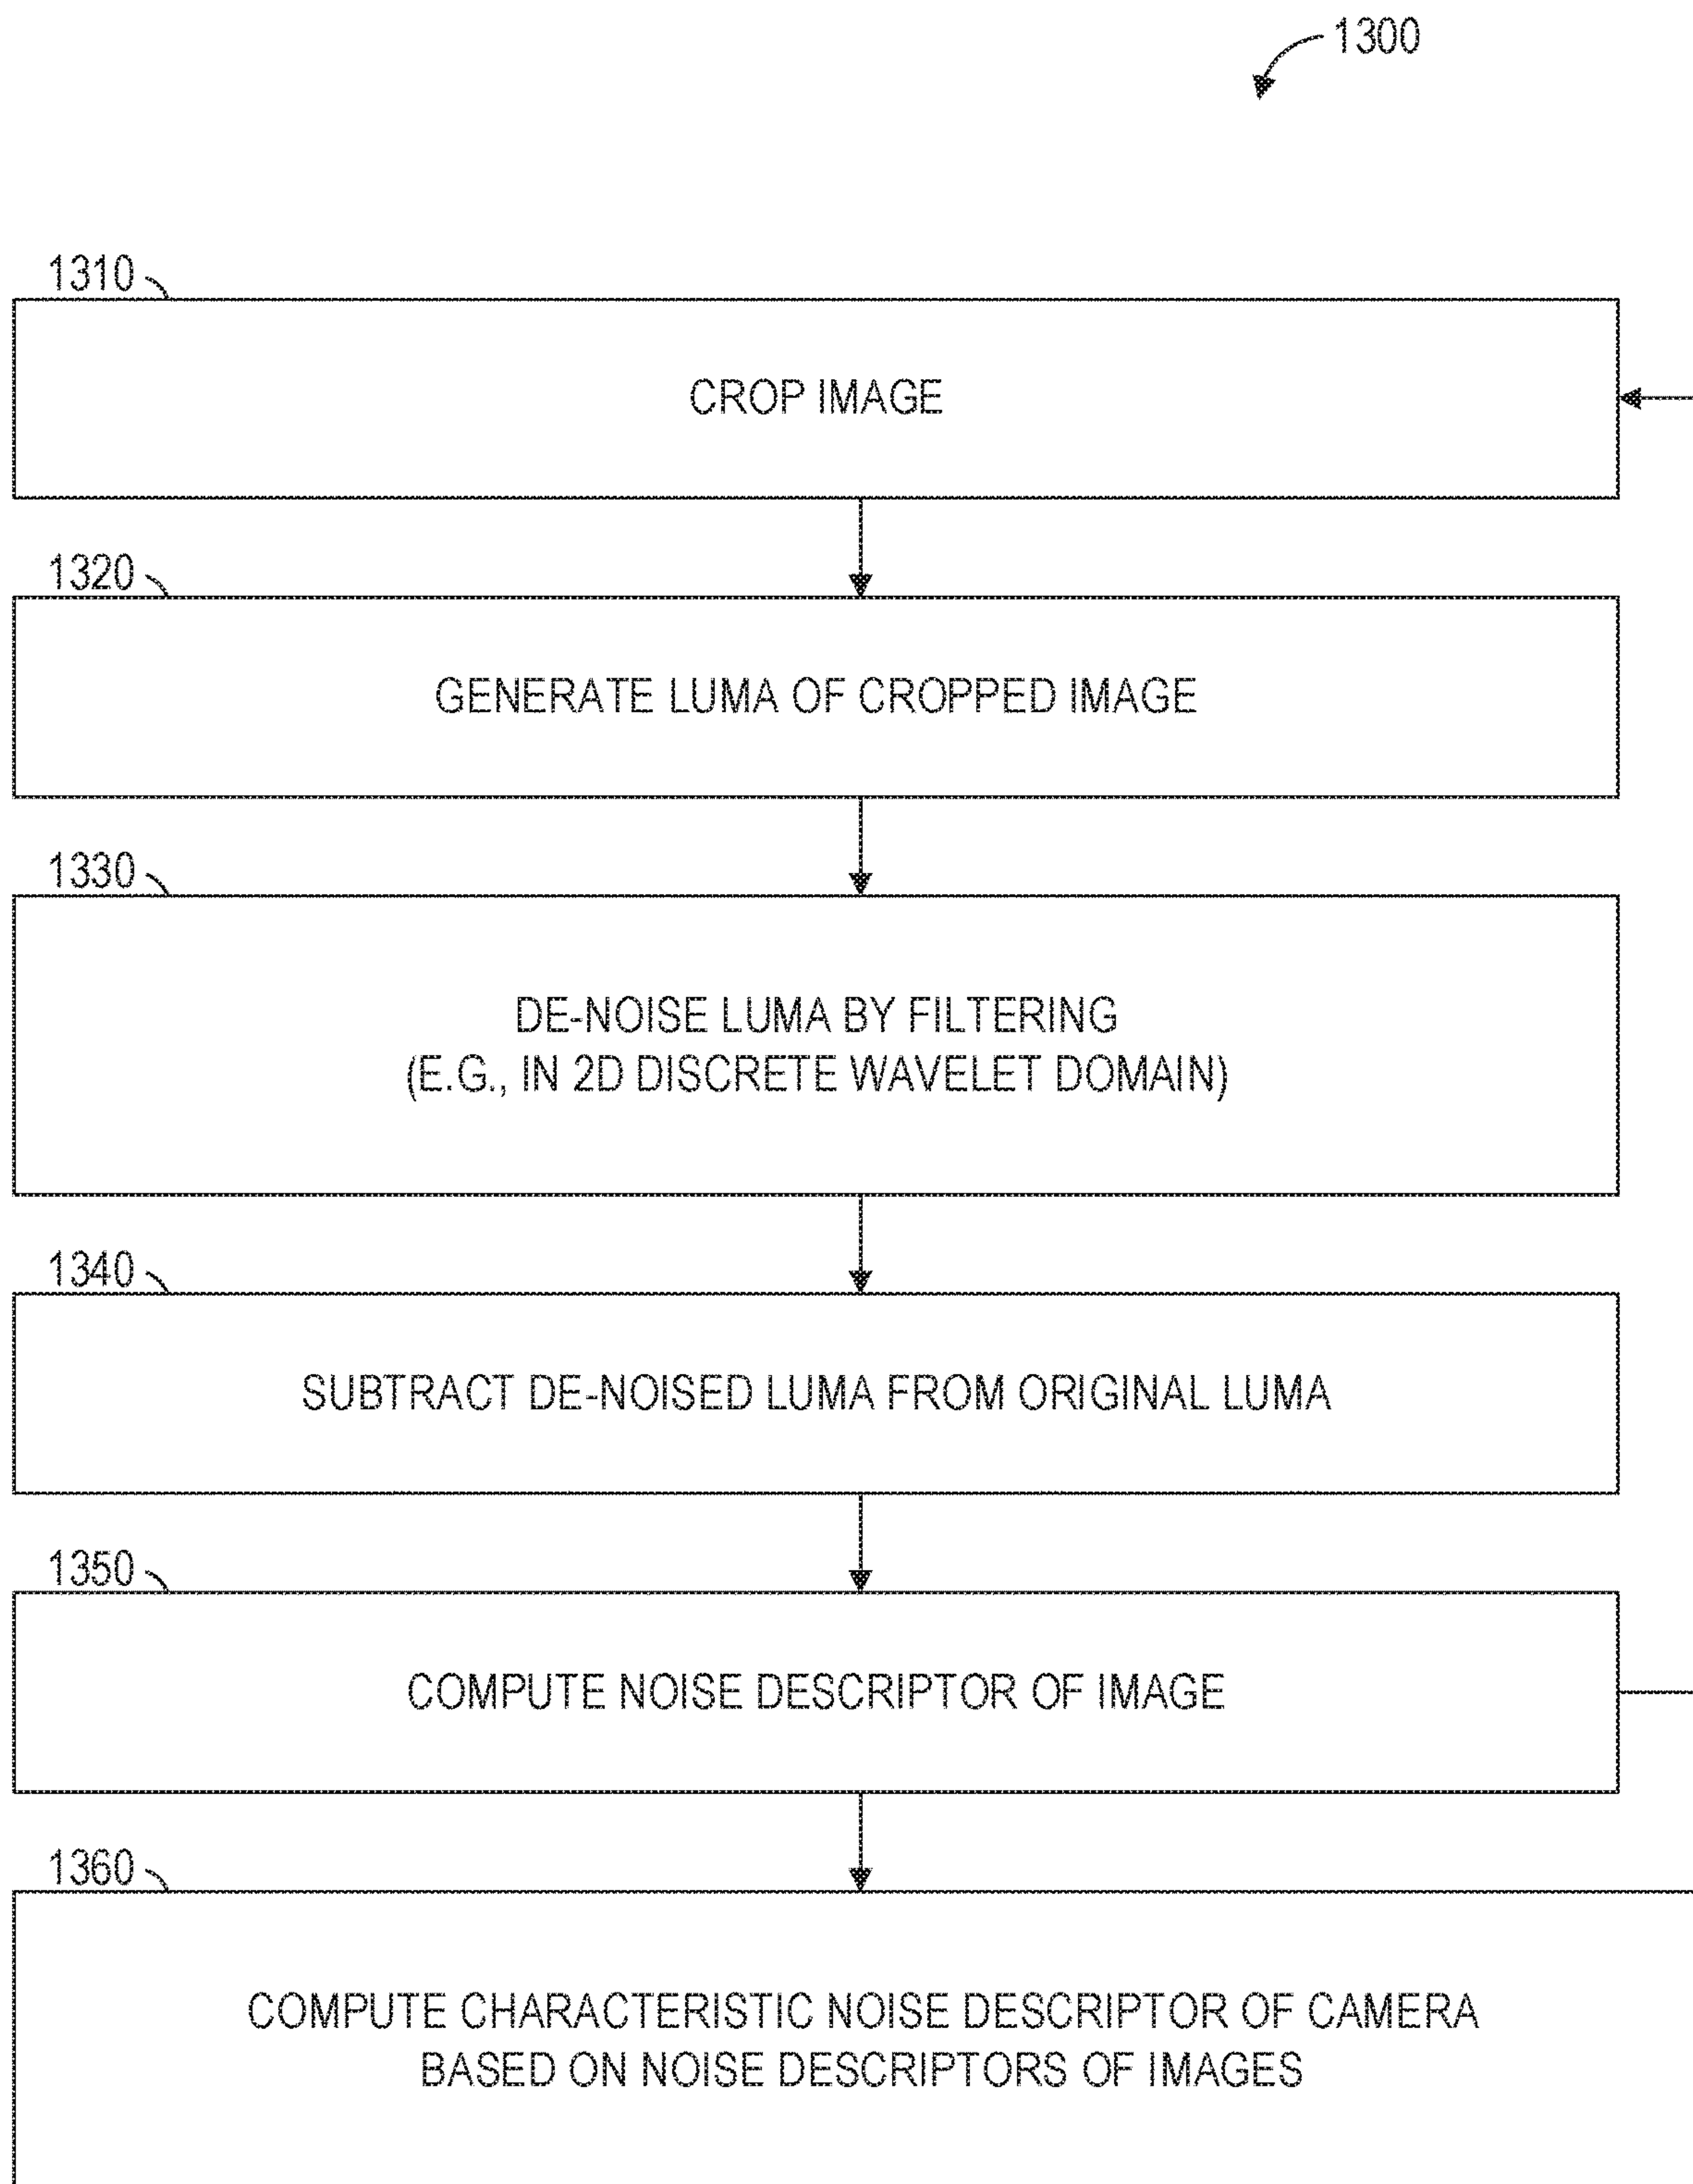 1300
1310
CROP IMAGE
1320
GENERATE LUMA OF CROPPED IMAGE
1330
DE-NOISE LUMA BY FILTERING
(E.G., IN 2D DISCRETE WAVELET DOMAIN)
1340
SUBTRACT DE-NOISED LUMA FROM ORIGINAL LUMA
1350
COMPUTE NOISE DESCRIPTOR OF IMAGE
1360
COMPUTE CHARACTERISTIC NOISE DESCRIPTOR OF CAMERA
BASED ON NOISE DESCRIPTORS OF IMAGES